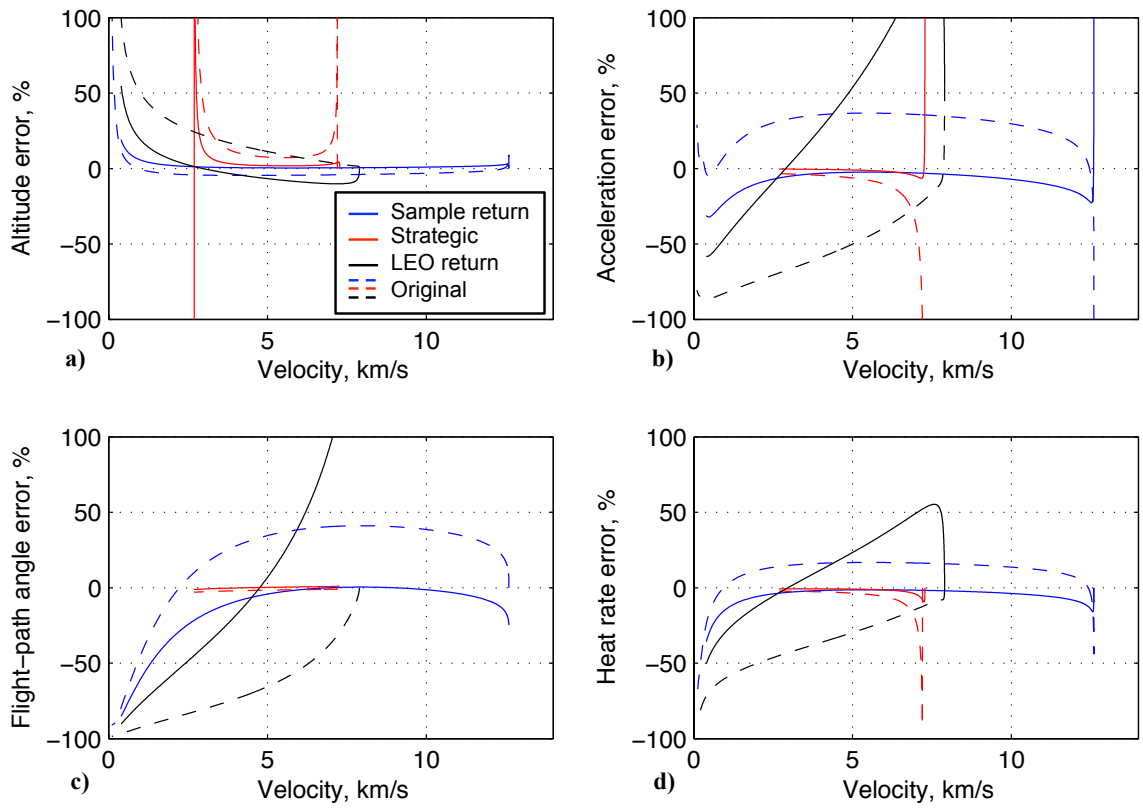 100
50
0
−50
−100
Altitude error, %
0
5
10
Velocity, km/s
a)
Sample return
Strategic
LEO return
Original
100
50
0
−50
−100
Acceleration error, %
0
5
10
Velocity, km/s
b)
100
50
0
−50
−100
Flight−path angle error, %
0
5
10
Velocity, km/s
c)
100
50
0
−50
−100
Heat rate error, %
0
5
10
Velocity, km/s
d)